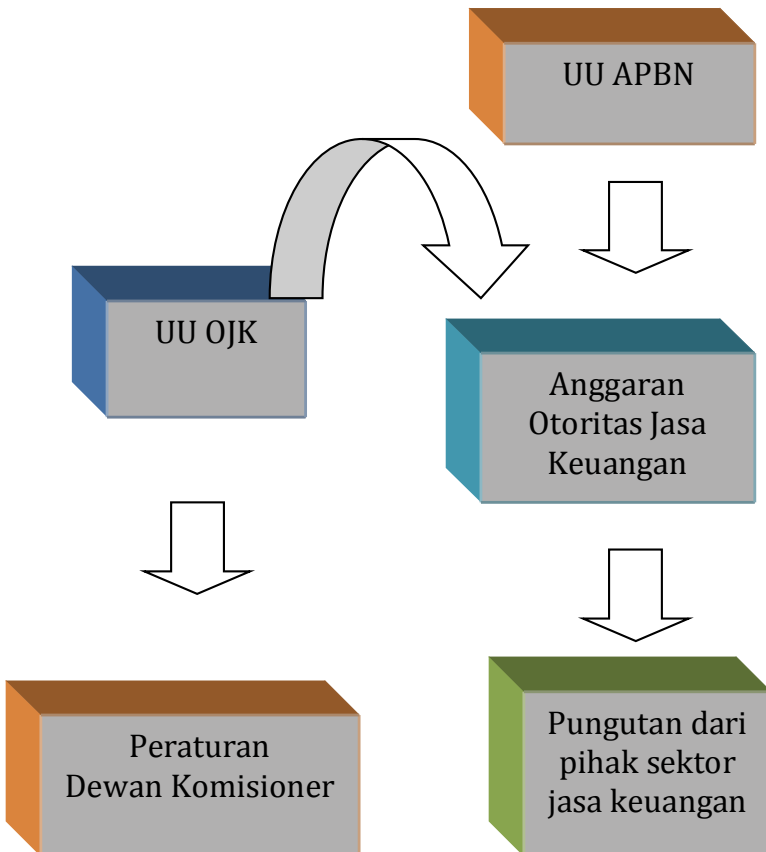 UU APBN
UU OJK
Anggaran
Otoritas Jasa
Keuangan
Peraturan
Dewan Komisioner
Pungutan dari
pihak sektor
jasa keuangan